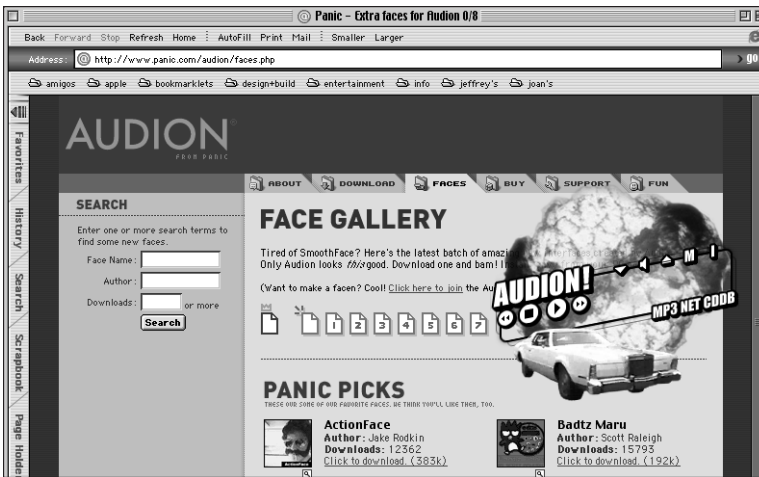 Panic – Extra faces for Audion 0/8
Back Forward Stop Refresh Home AutoFill Print Mail Smaller Larger
Address: http://www.panic.com/audion/faces.php go
amigos apple bookmarklets design+build entertainment info jeffrey's joan's
Favorites
History
Search
Scrapbook
Page Holder
AUDION
FROM PANIC
ABOUT DOWNLOAD FACES BUY SUPPORT FUN
SEARCH
Enter one or more search terms to
find some new faces.
Face Name:
Author:
Downloads: or more
Search
FACE GALLERY
Tired of SmoothFace? Here's the latest batch of
Only Audion looks this good. Download one and bam!
(Want to make a facen? Cool! Click here to join the
1 2 3 4 5 6 7
AUDION!
M I
MP3 NET CDDB
PANIC PICKS
THESE OUR SOME OF OUR FAVORITE FACES. WE THINK YOU'LL LIKE THEM, TOO.
ActionFace
Author: Jake Rodkin
Downloads: 12362
Click to download. (383k)
ActionFace
Badtz Maru
Author: Scott Raleigh
Downloads: 15793
Click to download. (192k)